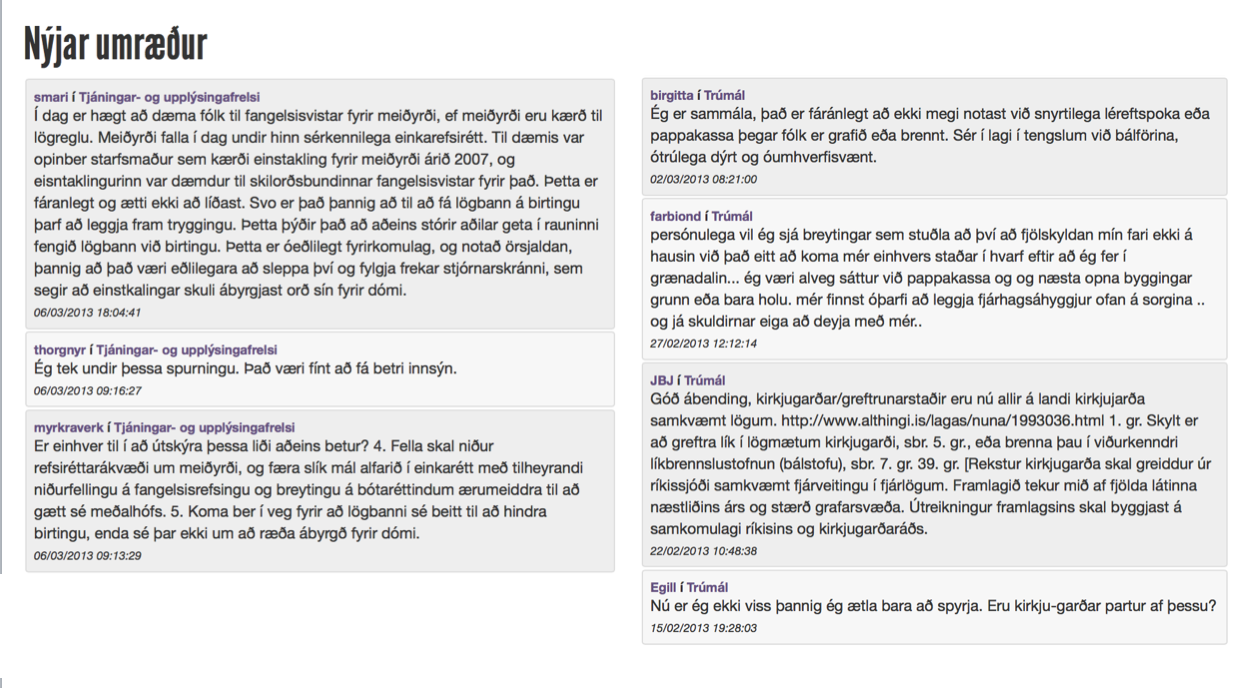 Nýjar umræður
smari í Tjáningar- og upplýsingafrelsi
Í dag er hægt að dæma fólk til fangelsisvistar fyrir meiðyrði, ef meiðyrði eru kærð til
lögreglu. Meiðyrði falla í dag undir hinn sérkennilega einkarefsirétt. Til dæmis var
opinber starfsmaður sem kærði einstakling fyrir meiðyrði árið 2007, og
eisntaklingurinn var dæmdur til skilorðsbundinnar fangelsisvistar fyrir það. Þetta er
fáranlegt og ætti ekki að líðast. Svo er það þannig að til að fá lögbann á birtingu
þarf að leggja fram tryggingu. Þetta þýðir það að aðeins stórir aðilar geta í rauninni
fengið lögbann við birtingu. Þetta er óeðlilegt fyrirkomulag, og notað örsjaldan,
þannig að það væri eðlilegara að sleppa því og fylgja frekar stjórnarskránni, sem
segir að einstkalingar skuli ábyrgjast orð sín fyrir dómi.
06/03/2013 18:04:41
thorgnyr í Tjáningar- og upplýsingafrelsi
Ég tek undir þessa spurningu. Það væri fínt að fá betri innsýn.
06/03/2013 09:16:27
myrkraverk í Tjáningar- og upplýsingafrelsi
Er einhver til í að útskýra þessa liði aðeins betur? 4. Fella skal niður
refsiréttarákvæði um meiðyrði, og færa slík mál alfarið í einkarétt með tilheyrandi
niðurfellingu á fangelsisrefsingu og breytingu á bótaréttindum ærumeiddra til að
gætt sé meðalhófs. 5. Koma ber í veg fyrir að lögbanni sé beitt til að hindra
birtingu, enda sé þar ekki um að ræða ábyrgð fyrir dómi.
06/03/2013 09:13:29
birgitta í Trúmál
Ég er sammála, það er fáránlegt að ekki megi notast við snyrtilega léreftspoka eða
pappakassa þegar fólk er grafið eða brennt. Sér í lagi í tengslum við bálförina,
ótrúlega dýrt og óumhverfisvænt.
02/03/2013 08:21:00
farbiond í Trúmál
persónulega vil ég sjá breytingar sem stuðla að því að fjölskyldan mín fari ekki á
hausin við það eitt að koma mér einhvers staðar í hvarf eftir að ég fer í
grænadalin... ég væri alveg sáttur við pappakassa og og næsta opna byggingar
grunn eða bara holu. mér finnst óþarfi að leggja fjárhagsáhyggjur ofan á sorgina ..
og já skuldirnar eiga að deyja með mér..
27/02/2013 12:12:14
JBJ í Trúmál
Góð ábending, kirkjugarðar/greftrunarstaðir eru nú allir á landi kirkjujarða
samkvæmt lögum. http://www.althingi.is/lagas/nuna/1993036.html 1. gr. Skylt er
að greftra lík í lögmætum kirkjugarði, sbr. 5. gr., eða brenna þau í viðurkenndri
líkbrennslustofnun (bálstofu), sbr. 7. gr. 39. gr. [Rekstur kirkjugarða skal greiddur úr
ríkissjóði samkvæmt fjárveitingu í fjárlögum. Framlagið tekur mið af fjölda látinna
næstliðins árs og stærð grafarsvæða. Útreikningur framlagsins skal byggjast á
samkomulagi ríkisins og kirkjugarðaráðs.
22/02/2013 10:48:38
Egill í Trúmál
Nú er ég ekki viss þannig ég ætla bara að spyrja. Eru kirkju-garðar partur af þessu?
15/02/2013 19:28:03